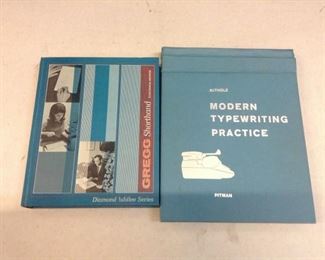 GREGG Shorthand
Diamond Jubilee Series
ALTHOLZ
MODERN
TYPEWRITING
PRACTICE
PITMAN